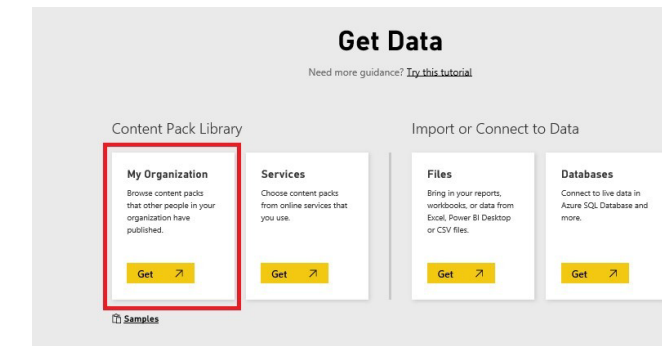 Get Data
Need more guidance? Try this tutorial
Content Pack Library
Import or Connect to Data
My Organization
Browse content packs
that other people in your
organization have
published.
Get
Services
Choose content packs
from online services that
you use.
Get
Files
Bring in your reports,
workbooks, or data from
Excel, Power BI Desktop
or CSV files.
Get
Databases
Connect to live data in
Azure SQL Database and
more.
Get
Samples